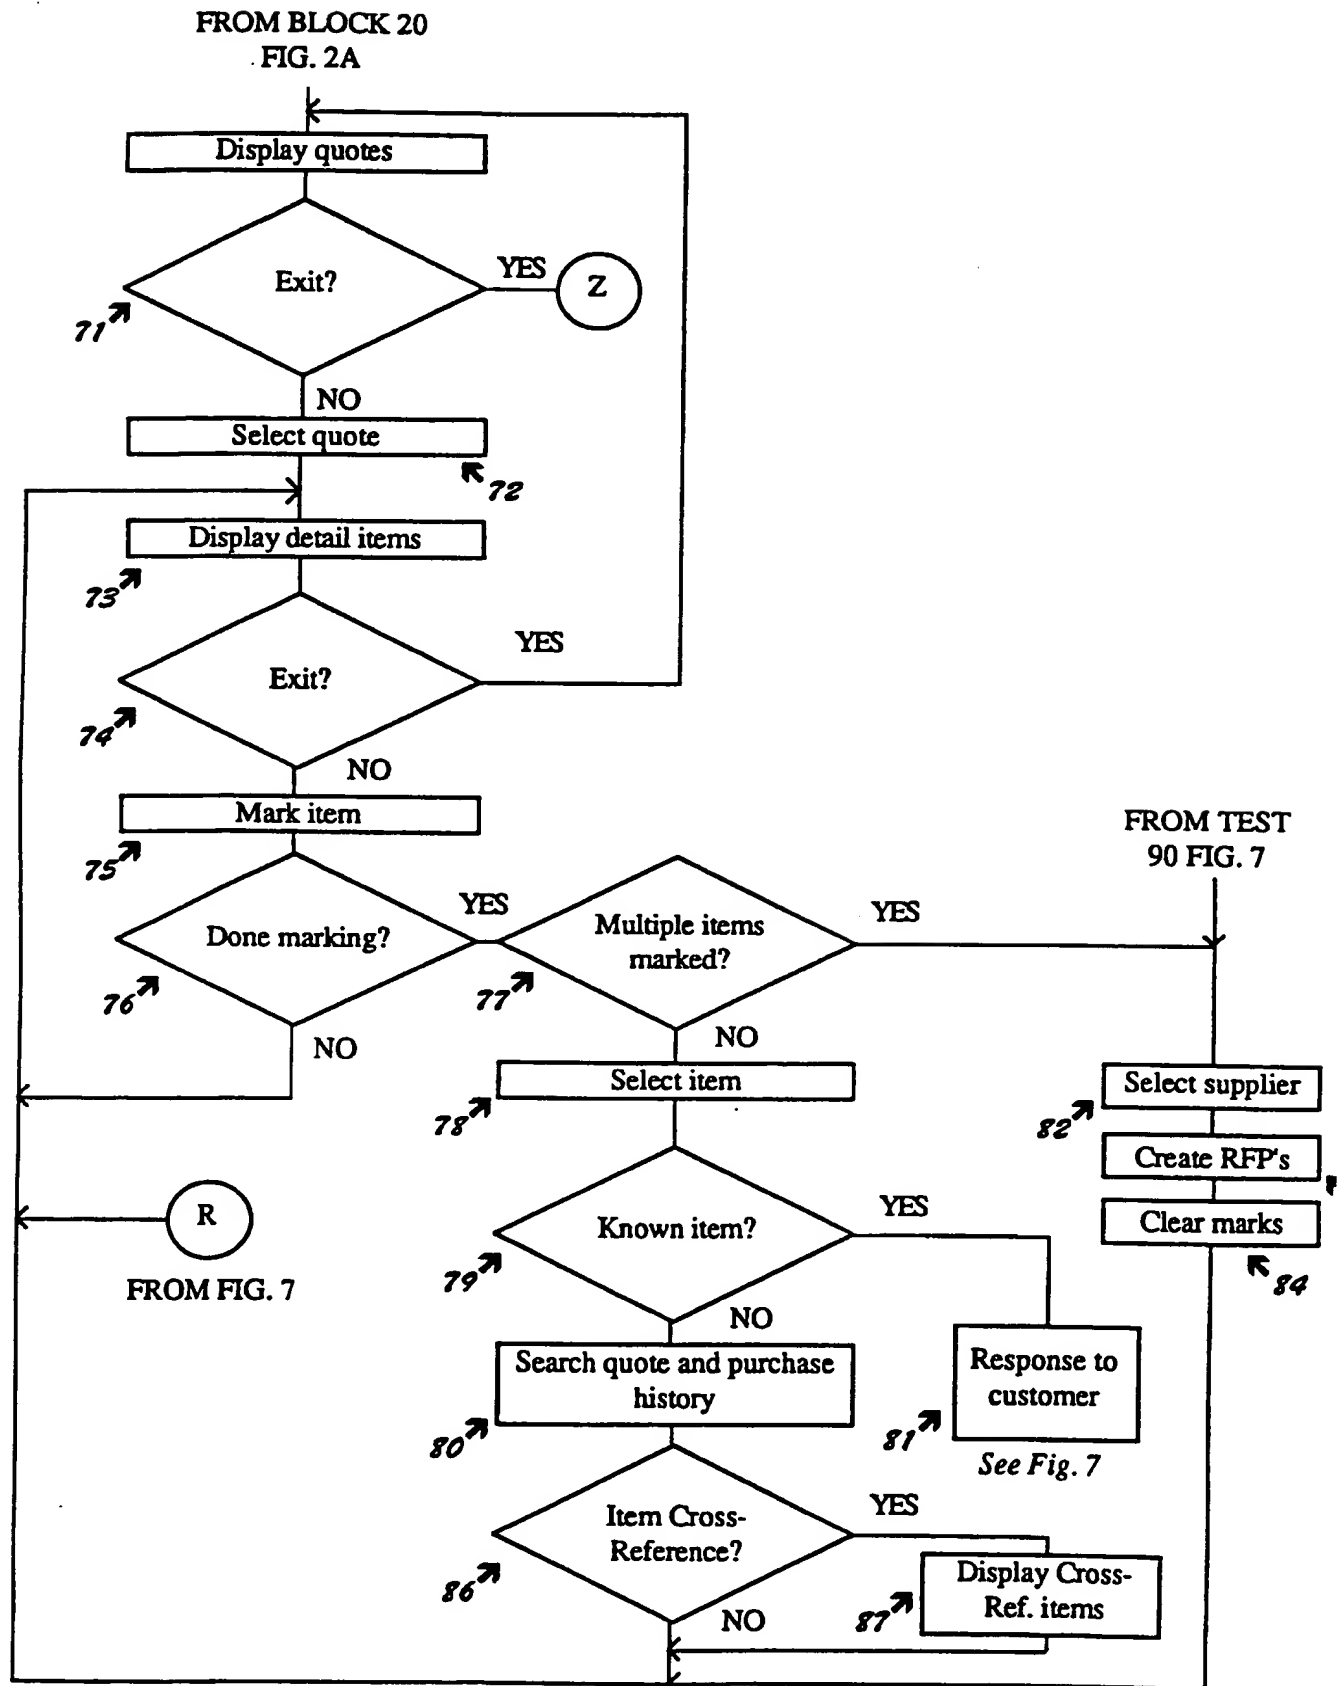 FROM BLOCK 20
FIG. 2A
Display quotes
Exit?
YES
Z
71
NO
Select quote
72
Display detail items
73
Exit?
YES
74
NO
Mark item
75
FROM TEST
90 FIG. 7
Done marking?
YES
76
NO
Multiple items
marked?
YES
77
NO
Select item
78
Select supplier
82
Create RFP's
Clear marks
84
R
FROM FIG. 7
Known item?
YES
79
NO
Response to
customer
81
See Fig. 7
Search quote and purchase
history
80
Item Cross-
Reference?
YES
86
NO
Display Cross-
Ref. items
87